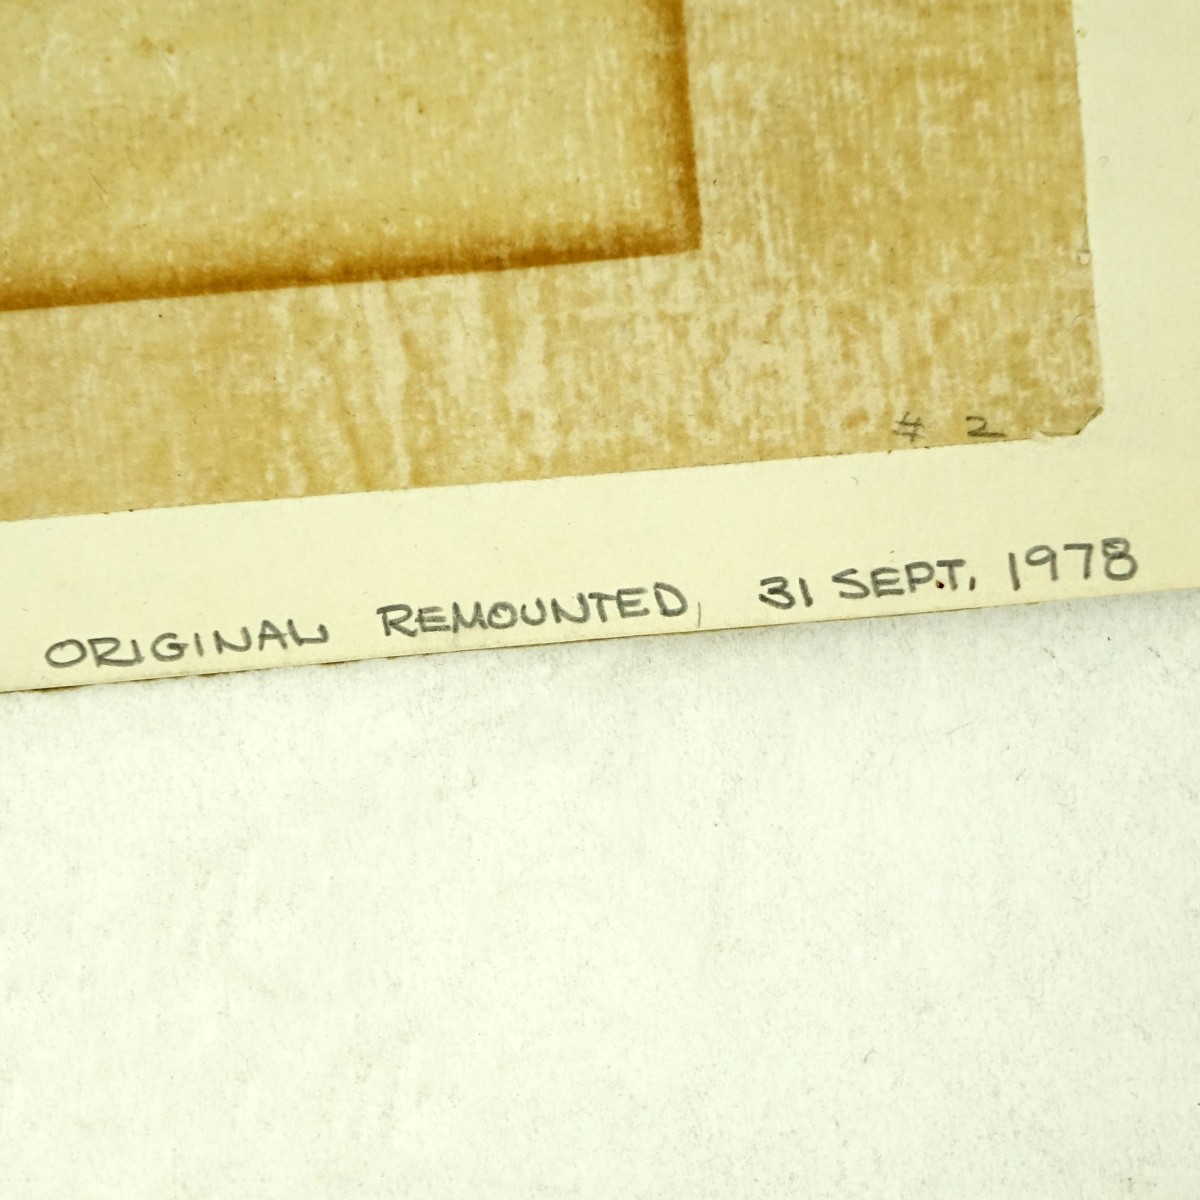 # 2
ORIGINAL REMOUNTED, 31 SEPT. 1978